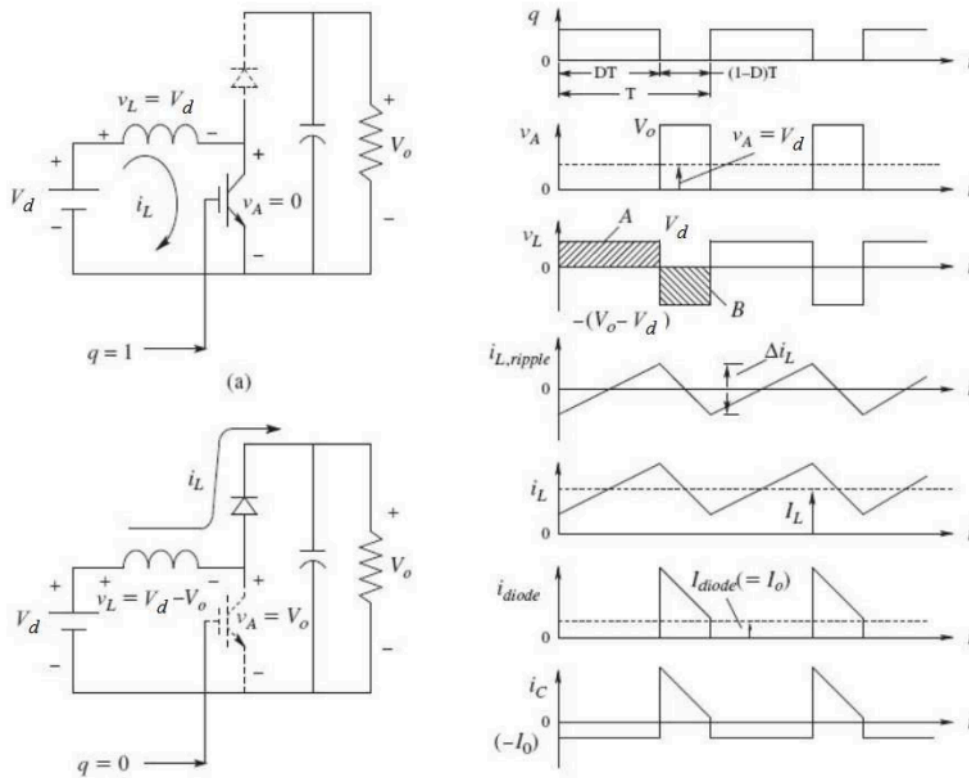 v_L = V_d
+ −
+
V_d
−
i_L
+
v_A = 0
−
+
V_o
−
q = 1
(a)
i_L
+ −
v_L = V_d − V_o
+
V_d
−
+
v_A = V_o
−
+
V_o
−
q = 0
q
0
DT
(1–D)T
T
v_A
V_o
v_A = V_d
0
v_L
A
V_d
0
B
−(V_o − V_d)
i_L,ripple
Δi_L
0
i_L
I_L
0
i_diode
I_diode(= I_o)
0
i_C
0
(−I_0)